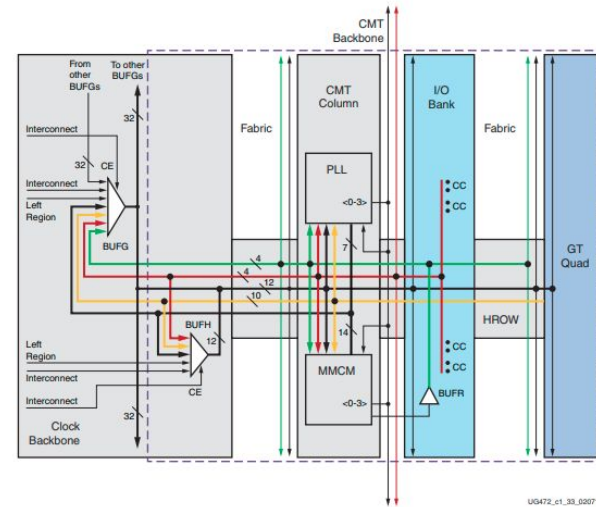 CMT
Backbone
From
other
BUFGs
To other
BUFGs
32
Interconnect
32
CE
Interconnect
Left
Region
BUFG
Fabric
CMT
Column
PLL
<0-3>
7
I/O
Bank
CC
CC
Fabric
GT
Quad
4
4
12
10
HROW
BUFH
12
14
Left
Region
Interconnect
Interconnect
CE
32
Clock
Backbone
MMCM
<0-3>
CC
CC
BUFR